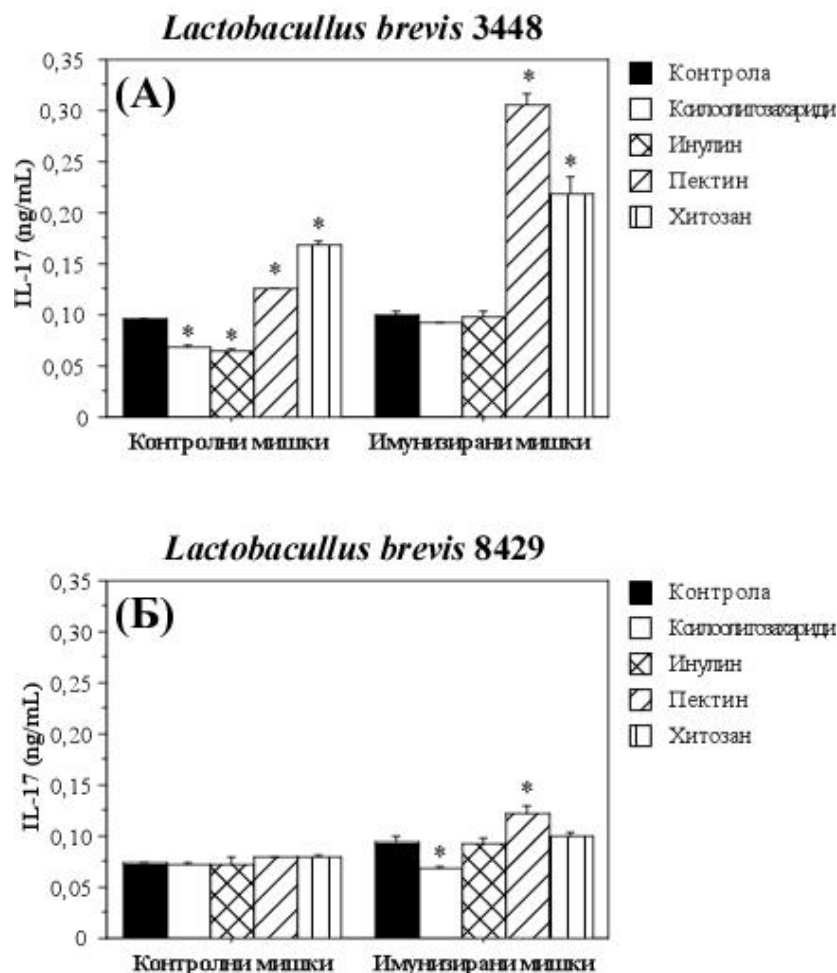 Lactobacullus brevis 3448
(А)
IL-17 (ng/mL)
0,35
0,30
0,25
0,20
0,15
0,10
0,05
0
* * * * * *
Контролни мишки Имунизирани мишки
Контрола
Ксилоолигозахариди
Инулин
Пектин
Хитозан
Lactobacullus brevis 8429
(Б)
IL-17 (ng/mL)
0,35
0,30
0,25
0,20
0,15
0,10
0,05
0
* *
Контролни мишки Имунизирани мишки
Контрола
Ксилоолигозахариди
Инулин
Пектин
Хитозан